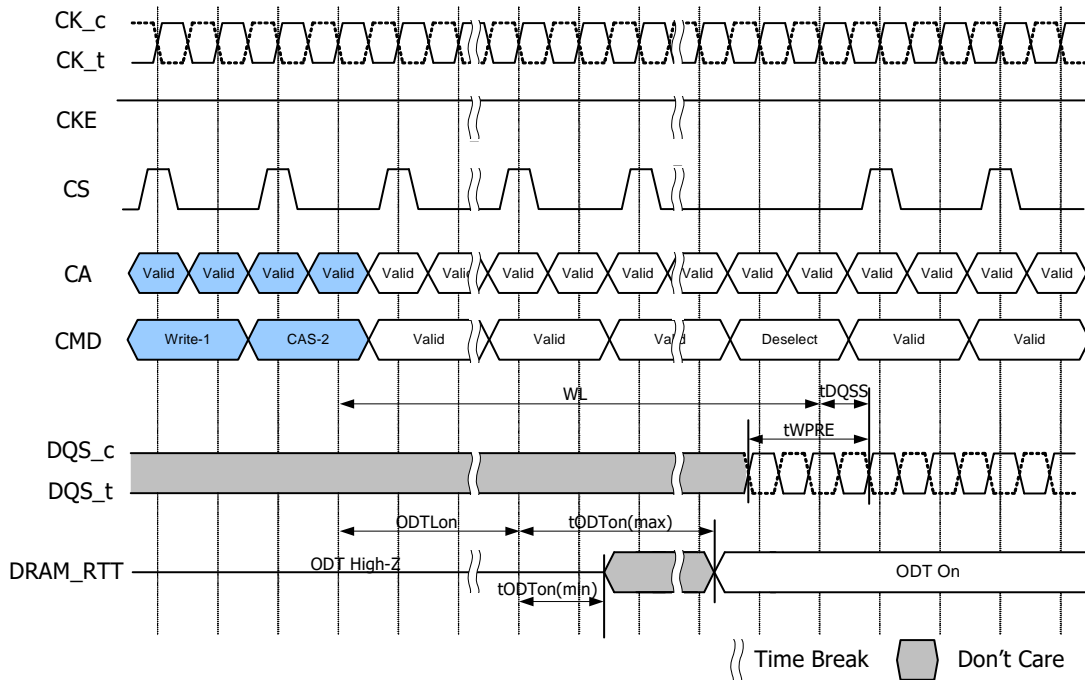 CK_c
CK_t
CKE
CS
CA Valid Valid Valid Valid Valid Valid Valid Valid Valid Valid Valid Valid Valid Valid Valid Valid
CMD Write-1 CAS-2 Valid Valid Valid Deselect Valid Valid
WL tDQSS
tWPRE
DQS_c
DQS_t
ODTLon tODTon(max)
DRAM_RTT ODT High-Z ODT On
tODTon(min)
Time Break Don't Care